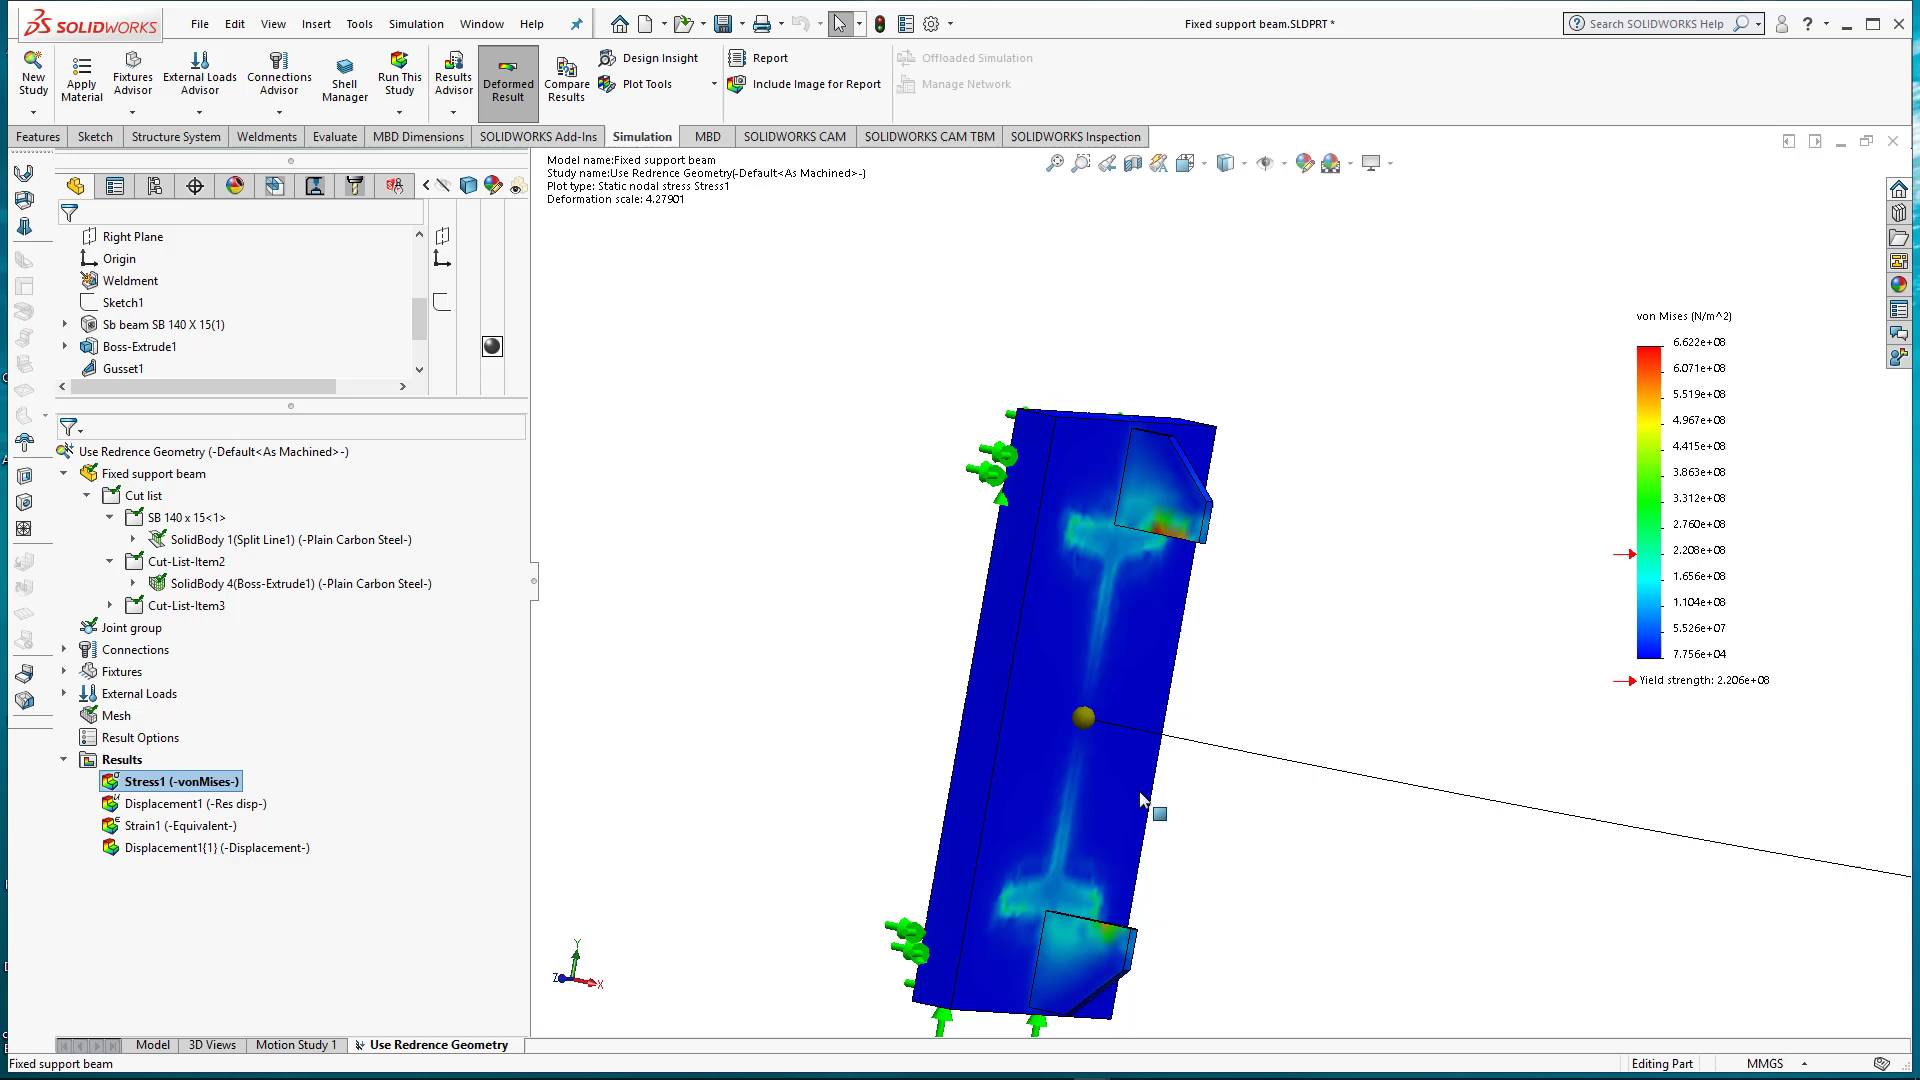 SOLIDWORKS
File Edit View Insert Tools Simulation Window Help
Fixed support beam.SLDPRT *
Search SOLIDWORKS Help
New Study
Apply Material
Fixtures Advisor
External Loads Advisor
Connections Advisor
Shell Manager
Run This Study
Results Advisor
Deformed Result
Compare Results
Design Insight
Plot Tools
Report
Include Image for Report
Offloaded Simulation
Manage Network
Features Sketch Structure System Weldments Evaluate MBD Dimensions SOLIDWORKS Add-Ins Simulation MBD SOLIDWORKS CAM SOLIDWORKS CAM TBM SOLIDWORKS Inspection
Model name:Fixed support beam
Study name:Use Redrence Geometry(-Default<As Machined>-)
Plot type: Static nodal stress Stress1
Deformation scale: 4.27901
Right Plane
Origin
Weldment
Sketch1
Sb beam SB 140 X 15(1)
Boss-Extrude1
Gusset1
Use Redrence Geometry (-Default<As Machined>-)
Fixed support beam
Cut list
SB 140 x 15<1>
SolidBody 1(Split Line1) (-Plain Carbon Steel-)
Cut-List-Item2
SolidBody 4(Boss-Extrude1) (-Plain Carbon Steel-)
Cut-List-Item3
Joint group
Connections
Fixtures
External Loads
Mesh
Result Options
Results
Stress1 (-vonMises-)
Displacement1 (-Res disp-)
Strain1 (-Equivalent-)
Displacement1{1} (-Displacement-)
von Mises (N/m^2)
6.622e+08
6.071e+08
5.519e+08
4.967e+08
4.415e+08
3.863e+08
3.312e+08
2.760e+08
2.208e+08
1.656e+08
1.104e+08
5.526e+07
7.756e+04
Yield strength: 2.206e+08
Y
Z
X
Model 3D Views Motion Study 1 Use Redrence Geometry
Fixed support beam
Editing Part
MMGS